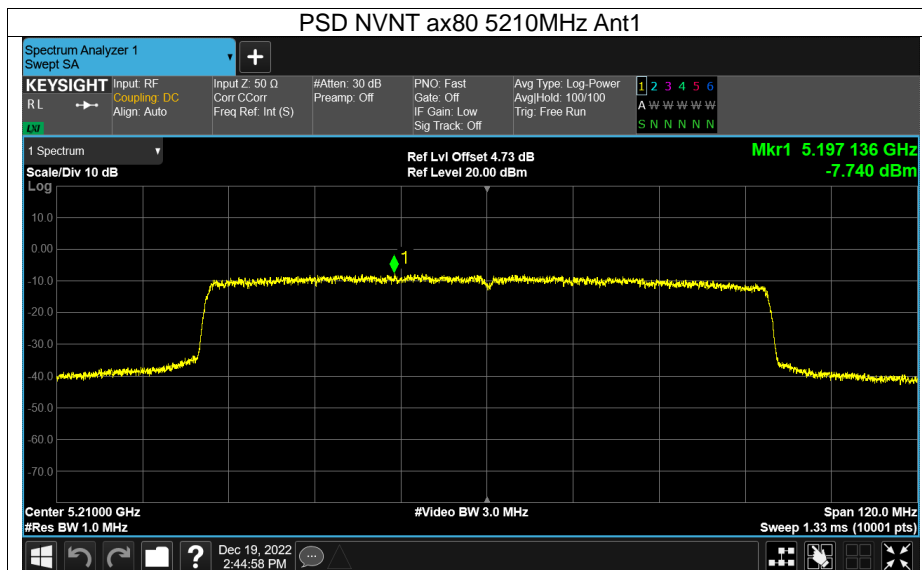 PSD NVNT ax80 5210MHz Ant1
Spectrum Analyzer 1
Swept SA
+
KEYSIGHT Input: RF Input Z: 50 Ω #Atten: 30 dB PNO: Fast Avg Type: Log-Power 1 2 3 4 5 6
RL Coupling: DC Corr CCorr Preamp: Off Gate: Off Avg|Hold: 100/100 A W W W W W
Align: Auto Freq Ref: Int (S) IF Gain: Low Trig: Free Run
LXI Sig Track: Off S N N N N N
1 Spectrum Ref Lvl Offset 4.73 dB Mkr1 5.197 136 GHz
Scale/Div 10 dB Ref Level 20.00 dBm -7.740 dBm
Log
10.0
0.00
1
-10.0
-20.0
-30.0
-40.0
-50.0
-60.0
-70.0
Center 5.21000 GHz #Video BW 3.0 MHz Span 120.0 MHz
#Res BW 1.0 MHz Sweep 1.33 ms (10001 pts)
? Dec 19, 2022
2:44:58 PM